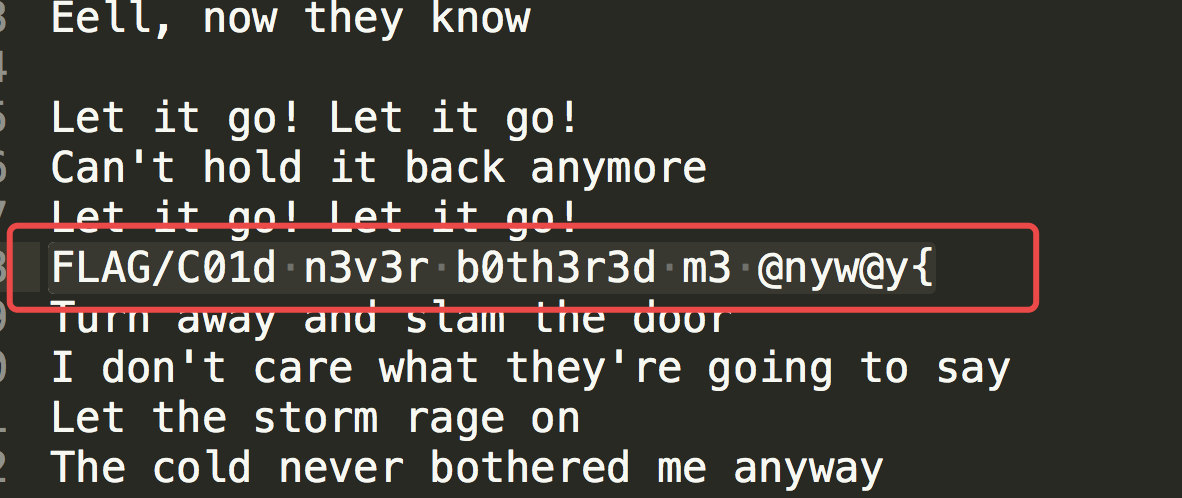 3 Eell, now they know
4
5 Let it go! Let it go!
6 Can't hold it back anymore
7 Let it go! Let it go!
8 FLAG/C01d n3v3r b0th3r3d m3 @nyw@y{
9 Turn away and slam the door
0 I don't care what they're going to say
1 Let the storm rage on
2 The cold never bothered me anyway